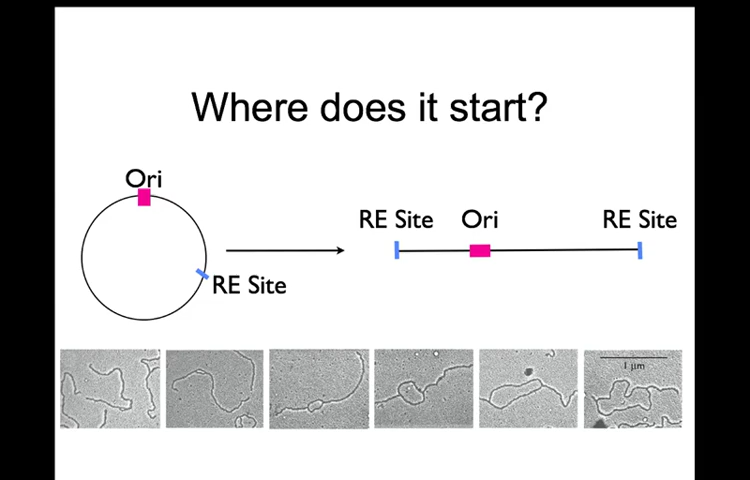 Where does it start?
Ori
RE Site
RE Site Ori RE Site
1 μm